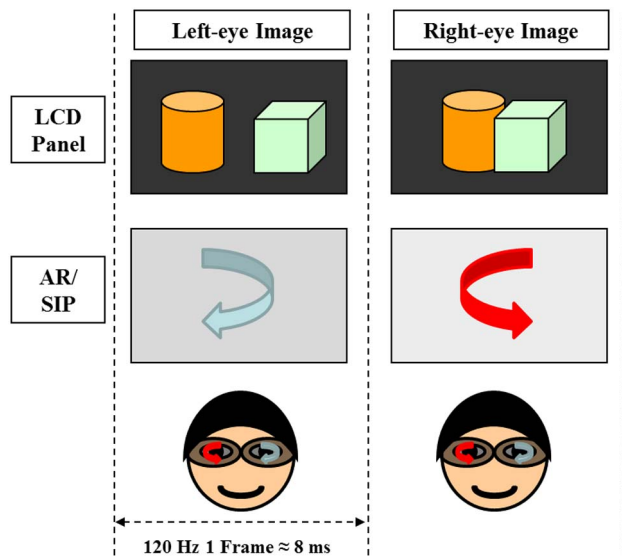 Left-eye Image
Right-eye Image
LCD
Panel
AR/
SIP
120 Hz 1 Frame ≈ 8 ms